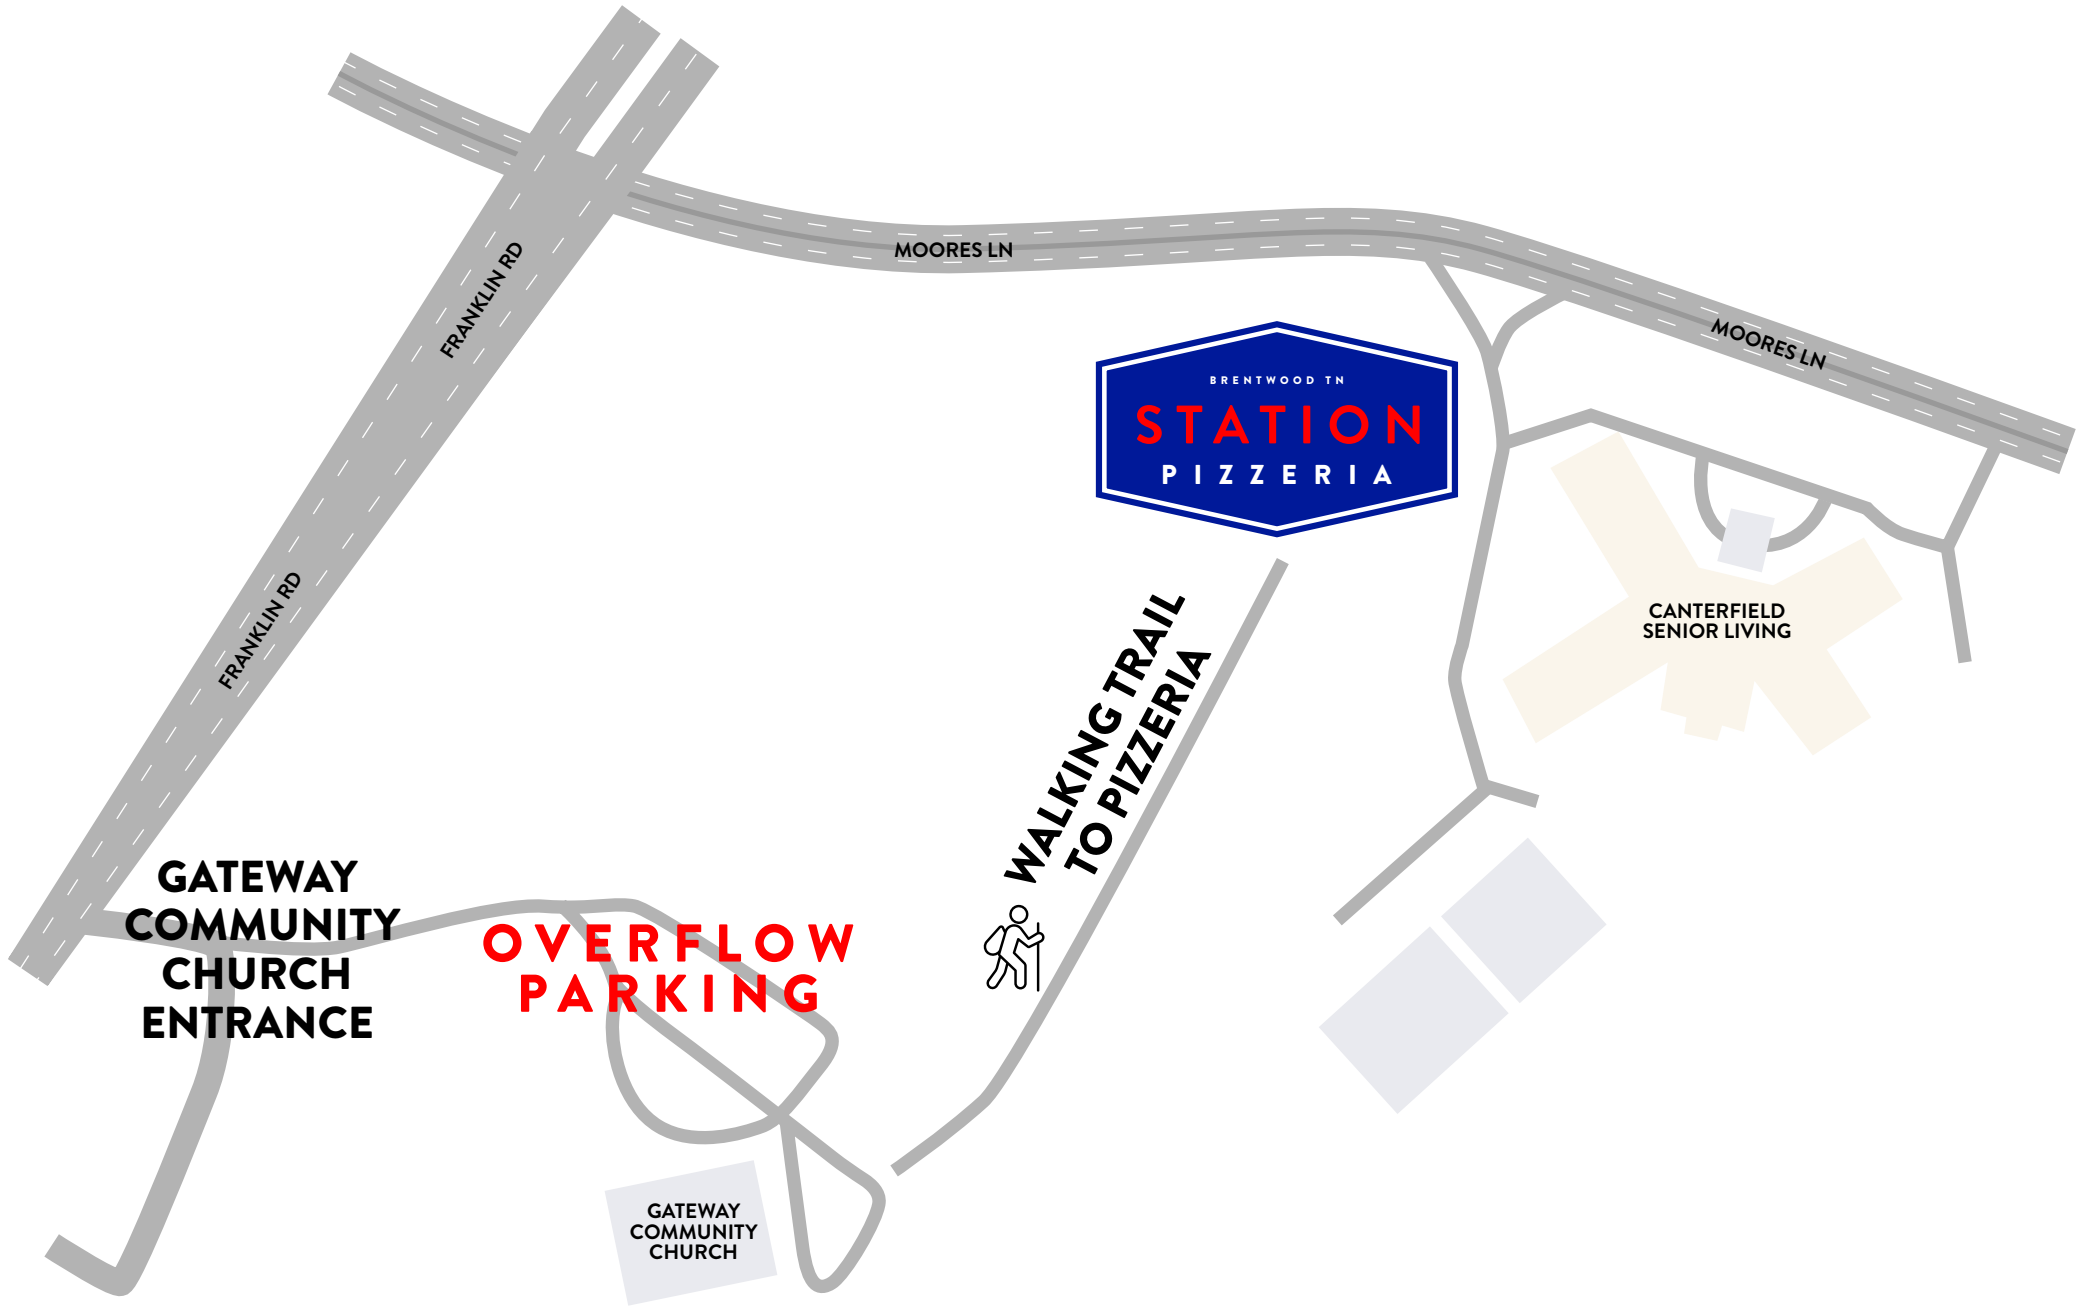 MOORES LN
FRANKLIN RD
MOORES LN
BRENTWOOD TN
STATION
PIZZERIA
FRANKLIN RD
WALKING TRAIL
TO PIZZERIA
CANTERFIELD
SENIOR LIVING
GATEWAY
COMMUNITY
CHURCH
ENTRANCE
OVERFLOW
PARKING
GATEWAY
COMMUNITY
CHURCH